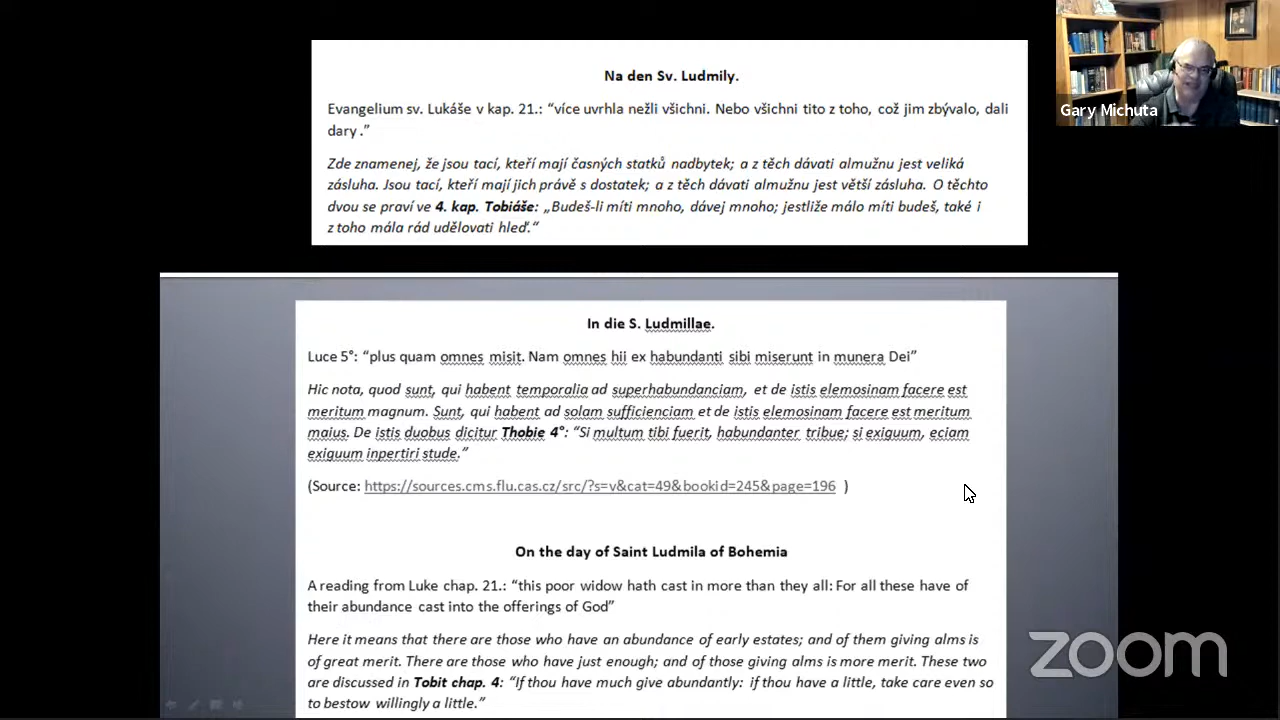 Na den Sv. Ludmily.
Evangelium sv. Lukáše v kap. 21.: “více uvrhla nežli všichni. Nebo všichni tito z toho, což jim zbývalo, dali
dary .”
Zde znamenej, že jsou tací, kteří mají časných statků nadbytek; a z těch dávati almužnu jest veliká
zásluha. Jsou tací, kteří mají jich právě s dostatek; a z těch dávati almužnu jest větší zásluha. O těchto
dvou se praví ve 4. kap. Tobiáše: „Budeš-li míti mnoho, dávej mnoho; jestliže málo míti budeš, také i
z toho mála rád udělovati hleď.“
Gary Michuta
In die S. Ludmillae.
Luce 5°: “plus quam omnes misit. Nam omnes hii ex habundanti sibi miserunt in munera Dei”
Hic nota, quod sunt, qui habent temporalia ad superhabundanciam, et de istis elemosinam facere est
meritum magnum. Sunt, qui habent ad solam sufficienciam et de istis elemosinam facere est meritum
maius. De istis duobus dicitur Thobie 4°: “Si multum tibi fuerit, habundanter tribue; si exiguum, eciam
exiguum inpertiri stude.”
(Source: https://sources.cms.flu.cas.cz/src/?s=v&cat=49&bookid=245&page=196 )
On the day of Saint Ludmila of Bohemia
A reading from Luke chap. 21.: “this poor widow hath cast in more than they all: For all these have of
their abundance cast into the offerings of God”
Here it means that there are those who have an abundance of early estates; and of them giving alms is
of great merit. There are those who have just enough; and of those giving alms is more merit. These two
are discussed in Tobit chap. 4: “If thou have much give abundantly: if thou have a little, take care even so
to bestow willingly a little.”
zoom